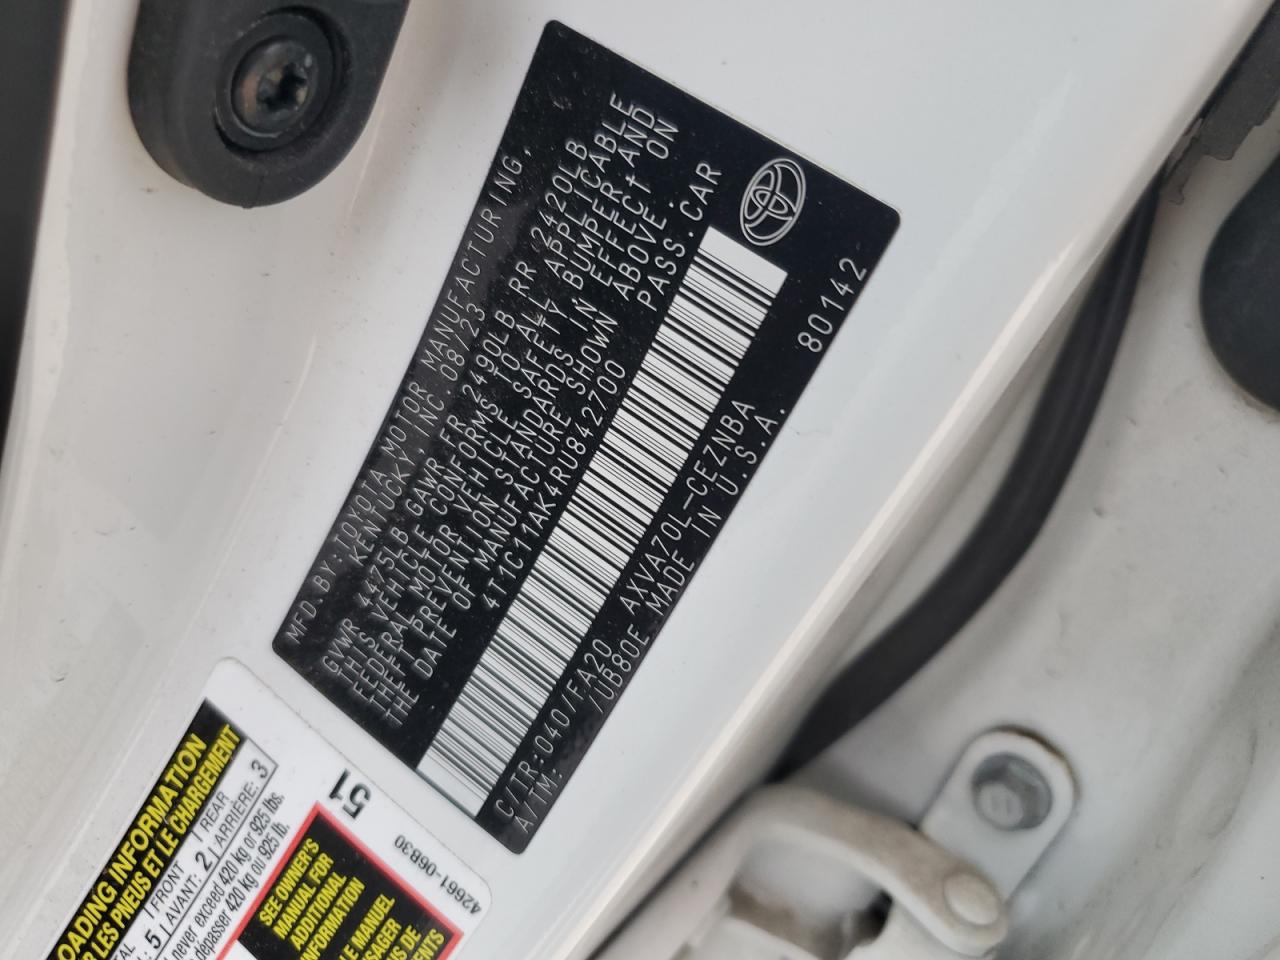 MFD.BY:TOYOTA MOTOR MANUFACTURING,
KENTUCKY, INC. 08/23
GVWR 4475LB GAWR FR 2490LB RR 2420LB
THIS VEHICLE CONFORMS TO ALL APPLICABLE
FEDERAL MOTOR VEHICLE SAFETY, BUMPER, AND
THEFT PREVENTION STANDARDS IN EFFECT ON
THE DATE OF MANUFACTURE SHOWN ABOVE.
4T1C11AK4RU842700 PASS.CAR
C/TR:040/FA20 AXVA70L-CEZNBA
A/TM: /UB80E MADE IN U.S.A.
80142
LOADING INFORMATION
LES PNEUS ET LE CHARGEMENT
5 FRONT 2 REAR 3
AVANT: ARRIÈRE:
never exceed 420 kg or 925 lbs.
dépasser 420 kg ou 925 lb.
SEE OWNER'S
MANUAL FOR
ADDITIONAL
INFORMATION
LE MANUEL
51
42661-06B30